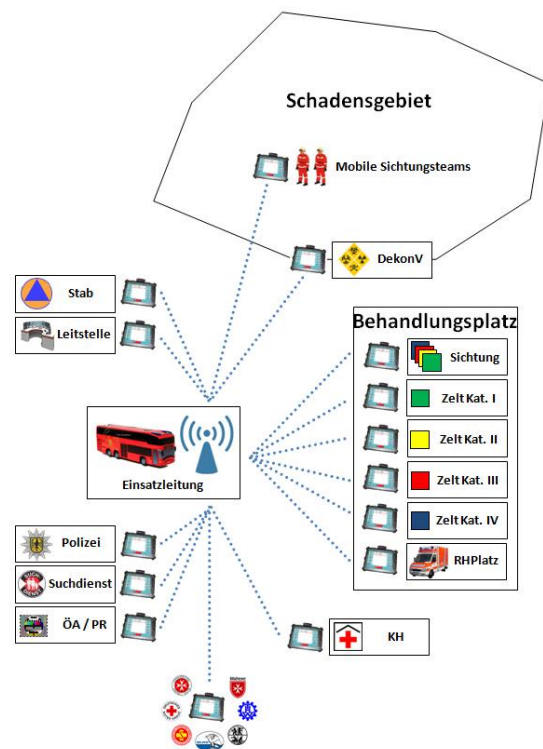 Schadensgebiet
Mobile Sichtungsteams
DekonV
Stab
Leitstelle
Behandlungsplatz
Sichtung
Zelt Kat. I
Zelt Kat. II
Zelt Kat. III
Zelt Kat. IV
RHPlatz
Einsatzleitung
Polizei
Suchdienst
ÖA / PR
KH